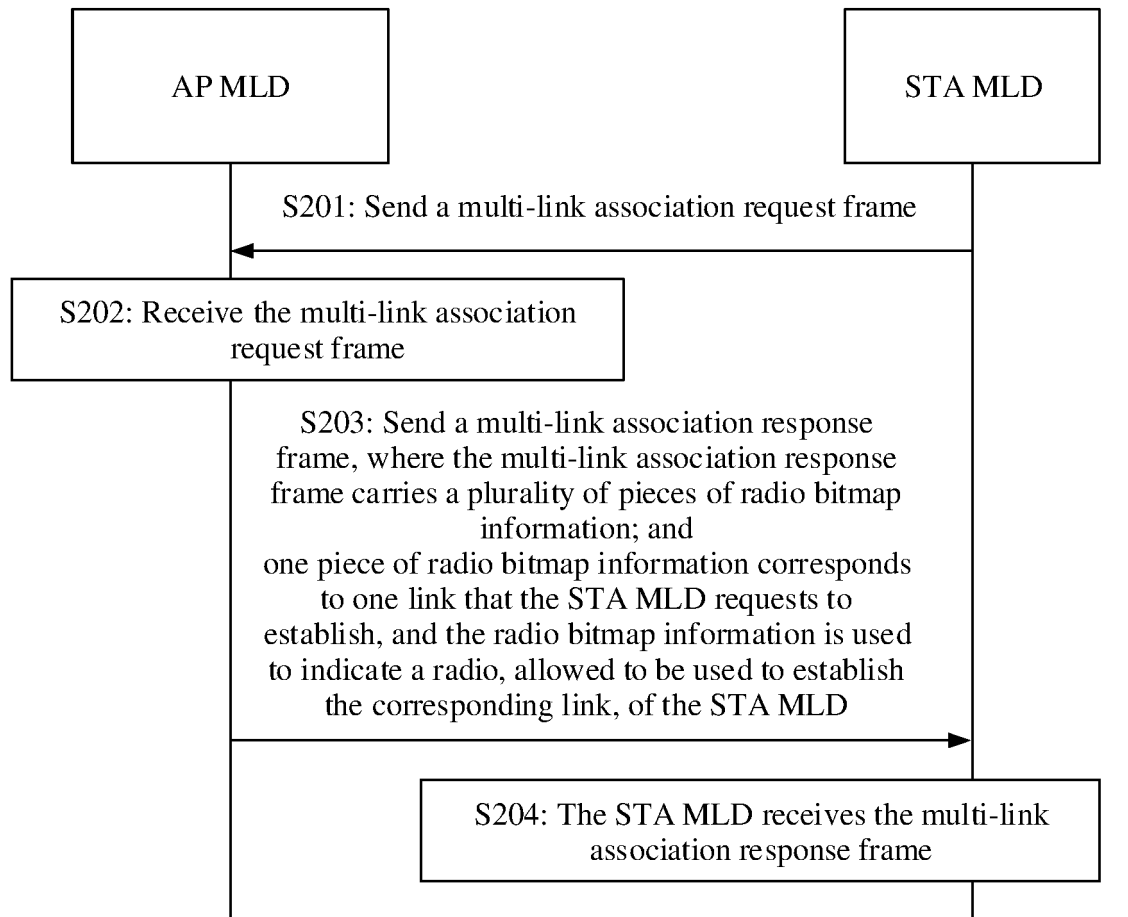 AP MLD
STA MLD
S201: Send a multi-link association request frame
S202: Receive the multi-link association
request frame
S203: Send a multi-link association response
frame, where the multi-link association response
frame carries a plurality of pieces of radio bitmap
information; and
one piece of radio bitmap information corresponds
to one link that the STA MLD requests to
establish, and the radio bitmap information is used
to indicate a radio, allowed to be used to establish
the corresponding link, of the STA MLD
S204: The STA MLD receives the multi-link
association response frame